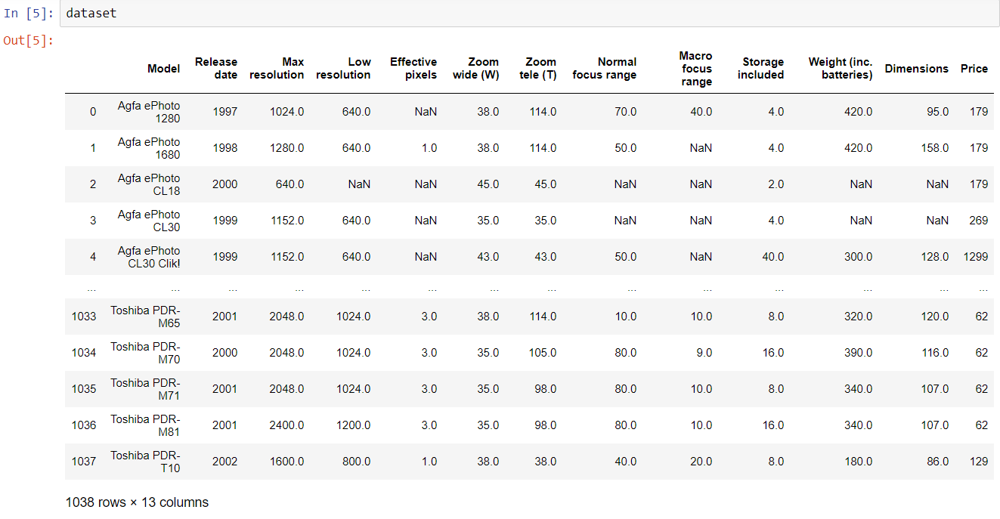 In [5]: dataset
Out[5]:
Model Release date Max resolution Low resolution Effective pixels Zoom wide (W) Zoom tele (T) Normal focus range Macro focus range Storage included Weight (inc. batteries) Dimensions Price
0 Agfa ePhoto 1280 1997 1024.0 640.0 NaN 38.0 114.0 70.0 40.0 4.0 420.0 95.0 179
1 Agfa ePhoto 1680 1998 1280.0 640.0 1.0 38.0 114.0 50.0 NaN 4.0 420.0 158.0 179
2 Agfa ePhoto CL18 2000 640.0 NaN NaN 45.0 45.0 NaN NaN 2.0 NaN NaN 179
3 Agfa ePhoto CL30 1999 1152.0 640.0 NaN 35.0 35.0 NaN NaN 4.0 NaN NaN 269
4 Agfa ePhoto CL30 Clik! 1999 1152.0 640.0 NaN 43.0 43.0 50.0 NaN 40.0 300.0 128.0 1299
... ... ... ... ... ... ... ... ... ... ... ... ... ...
1033 Toshiba PDR-M65 2001 2048.0 1024.0 3.0 38.0 114.0 10.0 10.0 8.0 320.0 120.0 62
1034 Toshiba PDR-M70 2000 2048.0 1024.0 3.0 35.0 105.0 80.0 9.0 16.0 390.0 116.0 62
1035 Toshiba PDR-M71 2001 2048.0 1024.0 3.0 35.0 98.0 80.0 10.0 8.0 340.0 107.0 62
1036 Toshiba PDR-M81 2001 2400.0 1200.0 3.0 35.0 98.0 80.0 10.0 16.0 340.0 107.0 62
1037 Toshiba PDR-T10 2002 1600.0 800.0 1.0 38.0 38.0 40.0 20.0 8.0 180.0 86.0 129
1038 rows × 13 columns